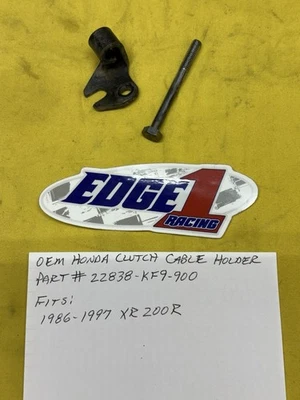 EDGE 1
RACING
OEM HONDA CLUTCH CABLE HOLDER
PART# 22838-KF9-900
FITS:
1986-1997 XR200R